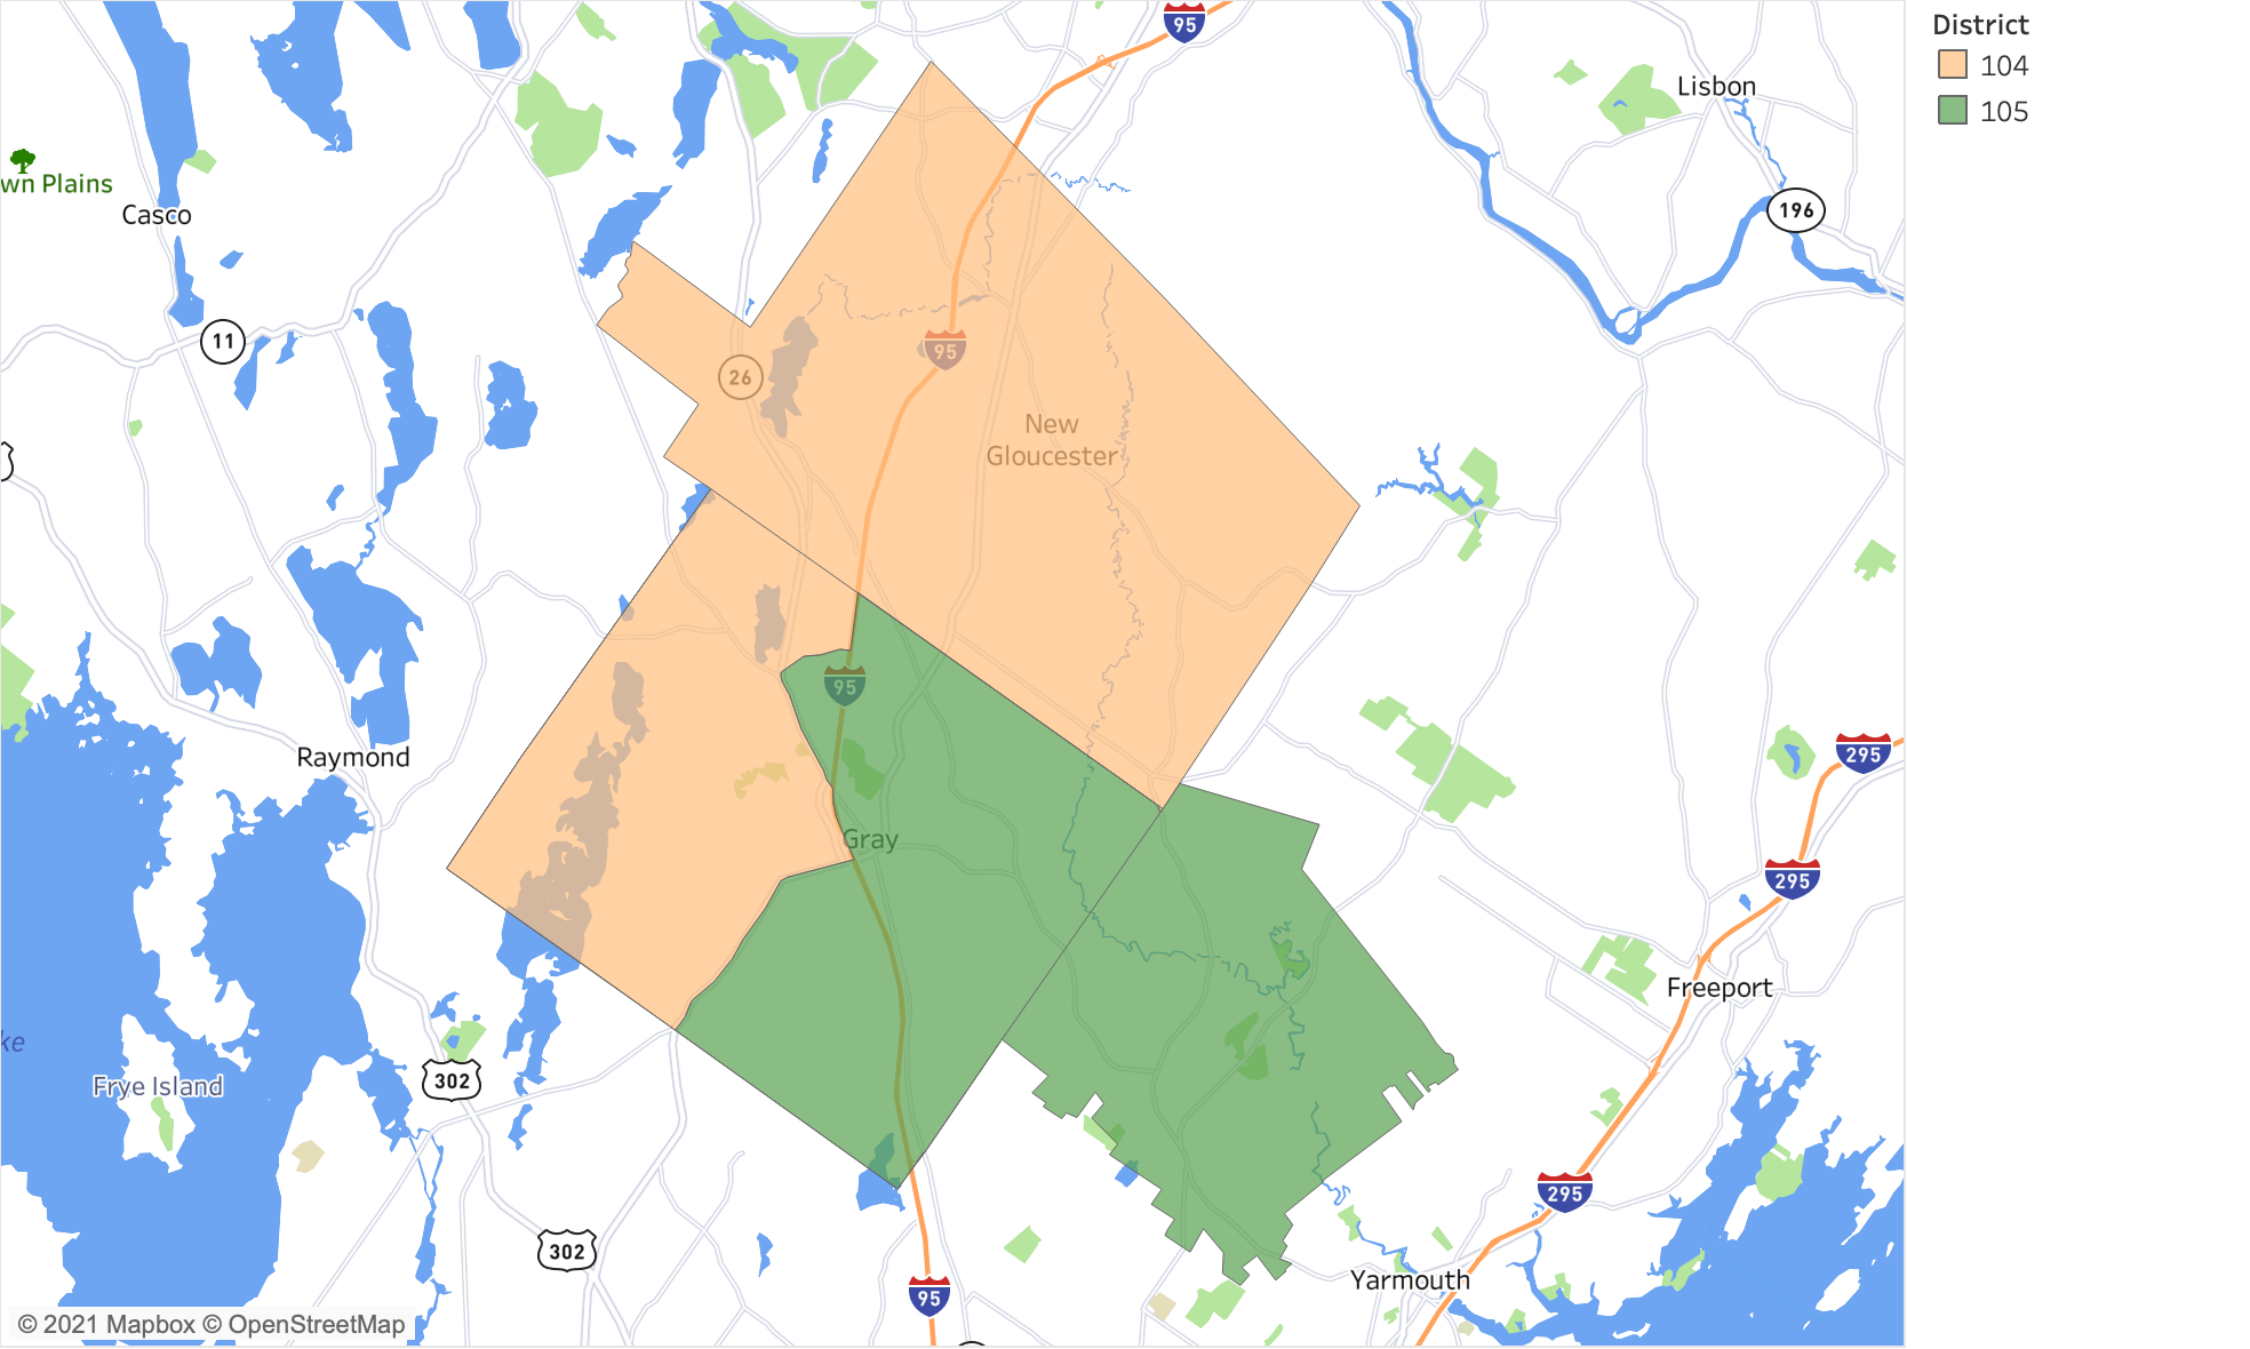 95
District
104
105
Lisbon
wn Plains
Casco
196
11
95
26
New
Gloucester
95
295
Raymond
Gray
295
Freeport
ke
302
Frye Island
295
302
Yarmouth
95
© 2021 Mapbox © OpenStreetMap